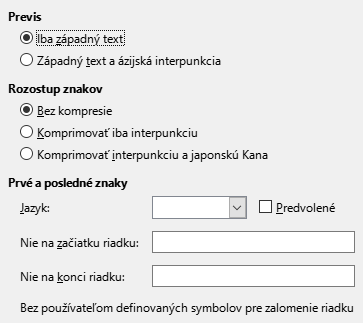 Previs
Iba západný text
Západný text a ázijská interpunkcia
Rozostup znakov
Bez kompresie
Komprimovať iba interpunkciu
Komprimovať interpunkciu a japonskú Kana
Prvé a posledné znaky
Jazyk:
Predvolené
Nie na začiatku riadku:
Nie na konci riadku:
Bez používateľom definovaných symbolov pre zalomenie riadku